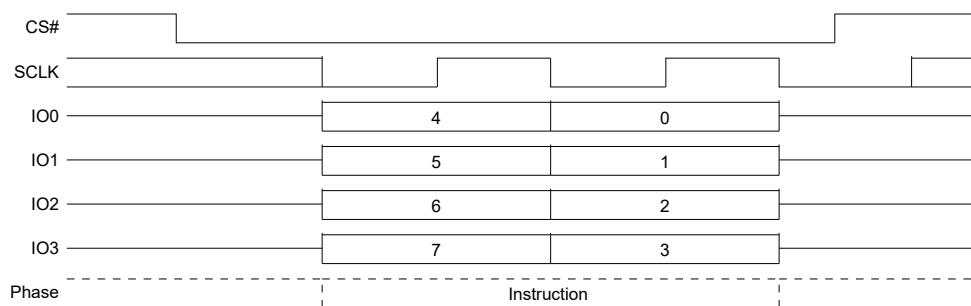 CS#
SCLK
IO0 4 0
IO1 5 1
IO2 6 2
IO3 7 3
Phase Instruction